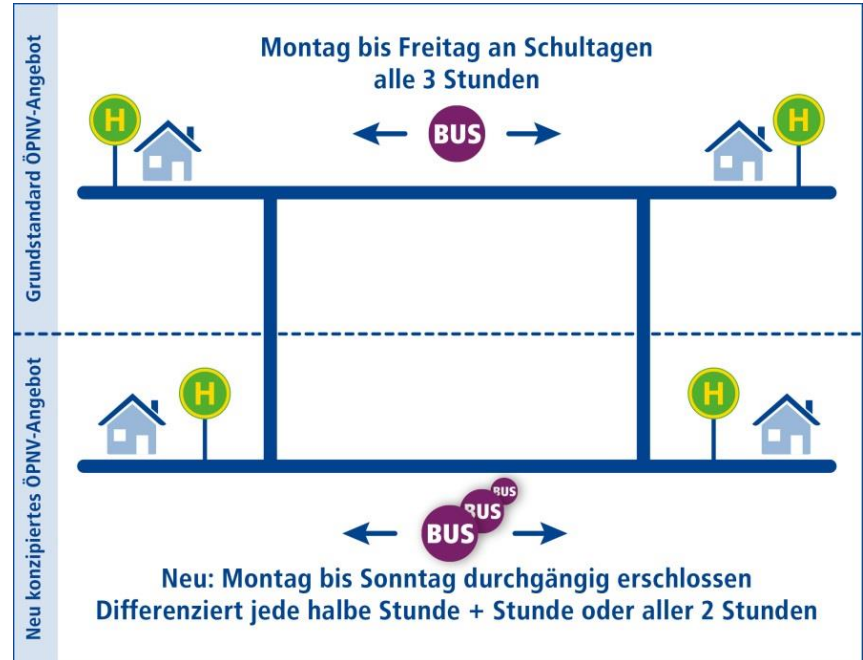 Grundstandard ÖPNV-Angebot
Montag bis Freitag an Schultagen
alle 3 Stunden
H
BUS
H
Neu konzipiertes ÖPNV-Angebot
H
H
BUS
BUS
BUS
Neu: Montag bis Sonntag durchgängig erschlossen
Differenziert jede halbe Stunde + Stunde oder aller 2 Stunden